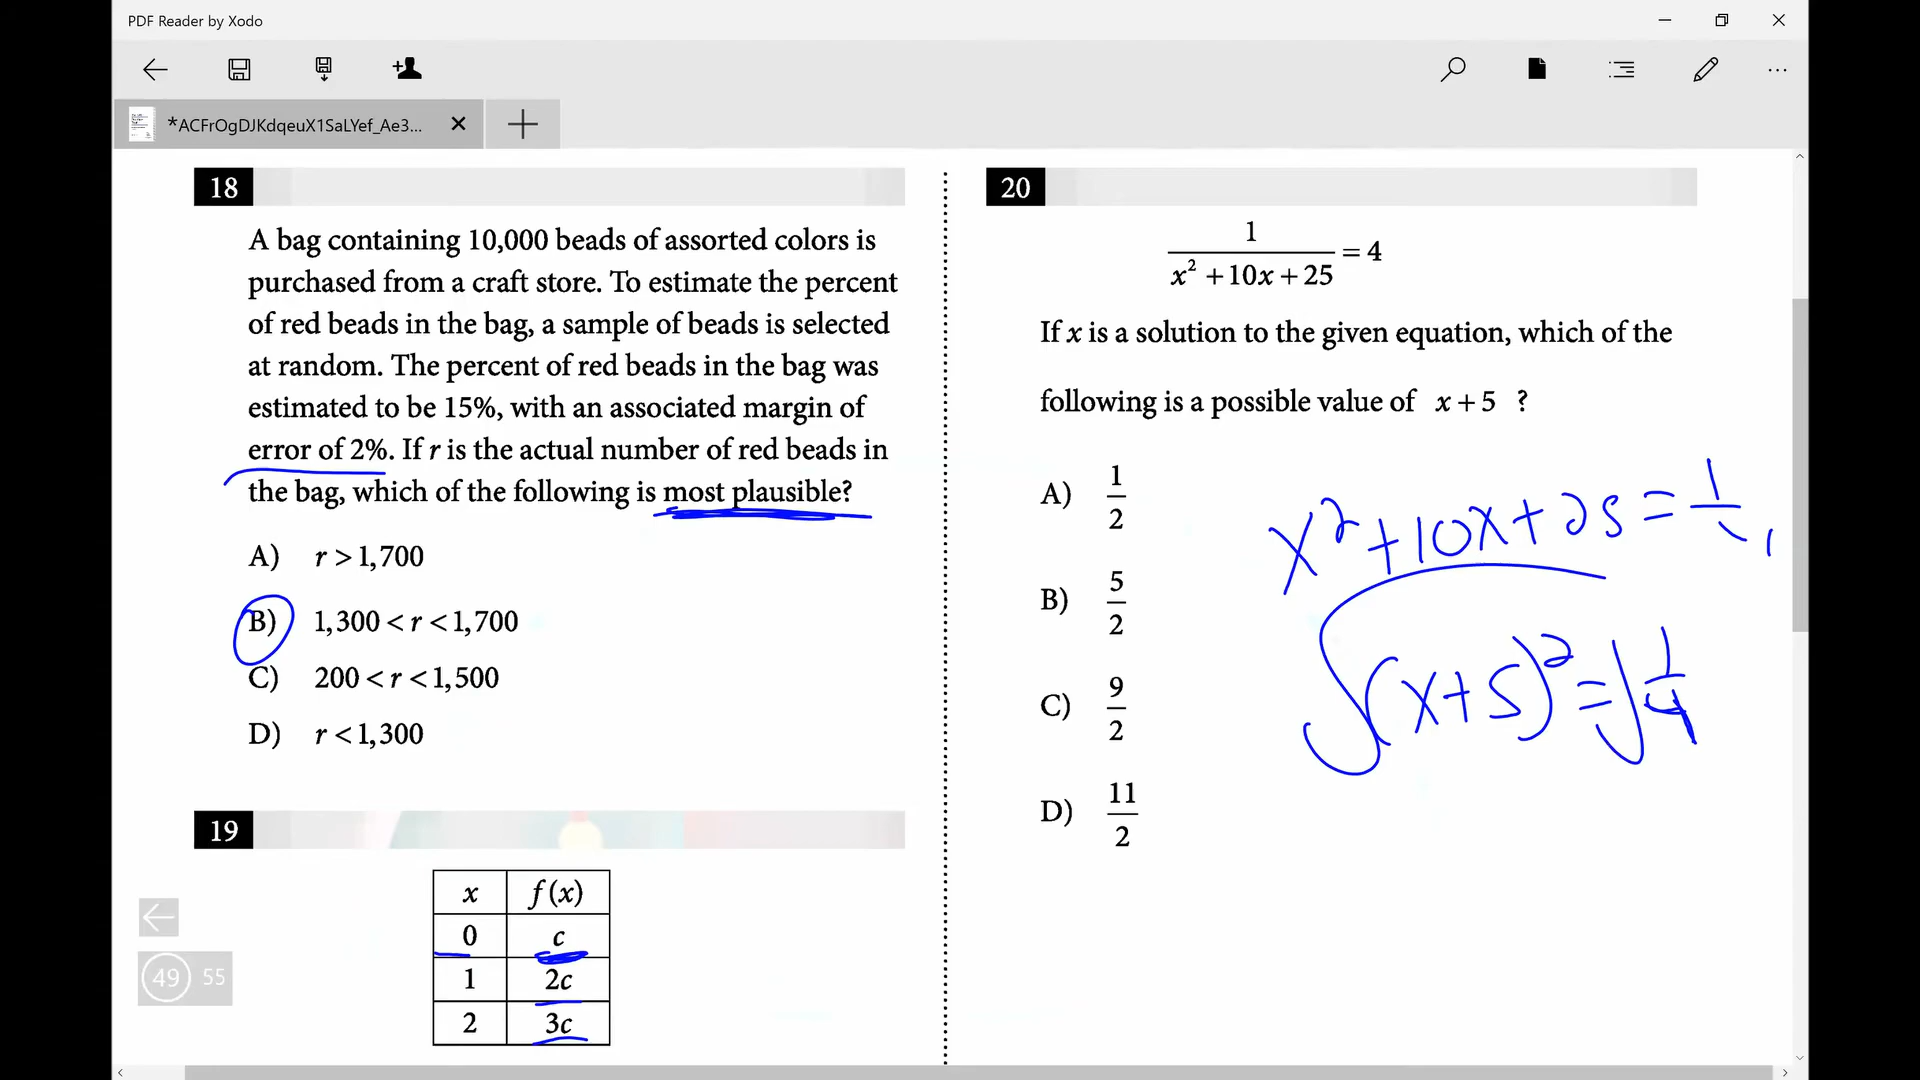 PDF Reader by Xodo
*ACFrOgDJKdqeuX1SaLYef_Ae3...
18
A bag containing 10,000 beads of assorted colors is
purchased from a craft store. To estimate the percent
of red beads in the bag, a sample of beads is selected
at random. The percent of red beads in the bag was
estimated to be 15%, with an associated margin of
error of 2%. If r is the actual number of red beads in
the bag, which of the following is most plausible?
A) r > 1,700
B) 1,300 < r < 1,700
C) 200 < r < 1,500
D) r < 1,300
19
x f(x)
0 c
1 2c
2 3c
49 55
20
1/(x² + 10x + 25) = 4
If x is a solution to the given equation, which of the
following is a possible value of x + 5 ?
A) 1/2
B) 5/2
C) 9/2
D) 11/2
x² + 10x + 25 = 1/
√(x + 5)² = √1/4